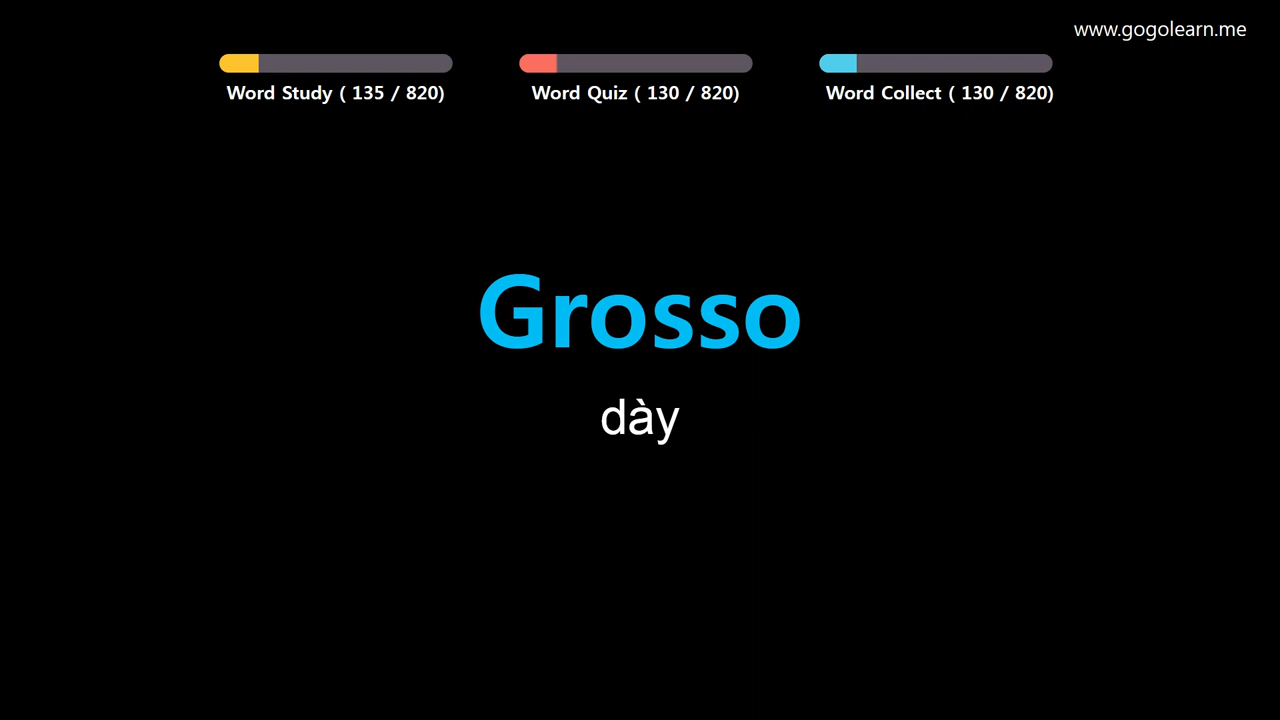 www.gogolearn.me
Word Study ( 135 / 820)
Word Quiz ( 130 / 820)
Word Collect ( 130 / 820)
Grosso
dày